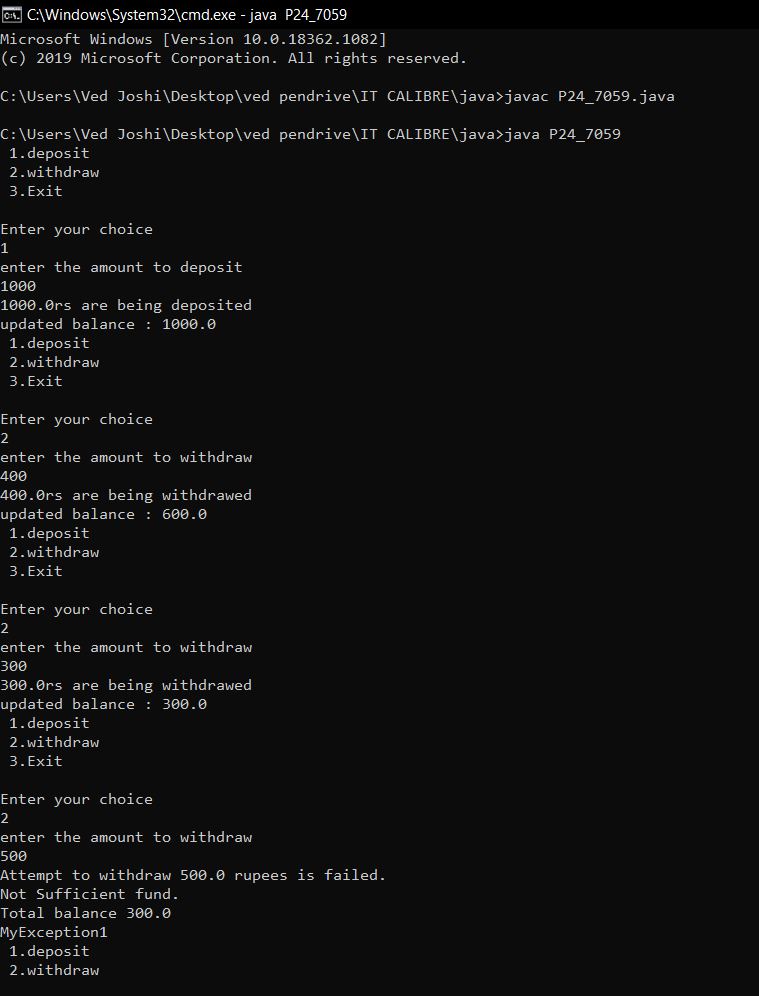 C:\Windows\System32\cmd.exe - java  P24_7059
Microsoft Windows [Version 10.0.18362.1082]
(c) 2019 Microsoft Corporation. All rights reserved.
C:\Users\Ved Joshi\Desktop\ved pendrive\IT CALIBRE\java>javac P24_7059.java
C:\Users\Ved Joshi\Desktop\ved pendrive\IT CALIBRE\java>java P24_7059
1.deposit
2.withdraw
3.Exit
Enter your choice
1
enter the amount to deposit
1000
1000.0rs are being deposited
updated balance : 1000.0
1.deposit
2.withdraw
3.Exit
Enter your choice
2
enter the amount to withdraw
400
400.0rs are being withdrawed
updated balance : 600.0
1.deposit
2.withdraw
3.Exit
Enter your choice
2
enter the amount to withdraw
300
300.0rs are being withdrawed
updated balance : 300.0
1.deposit
2.withdraw
3.Exit
Enter your choice
2
enter the amount to withdraw
500
Attempt to withdraw 500.0 rupees is failed.
Not Sufficient fund.
Total balance 300.0
MyException1
1.deposit
2.withdraw